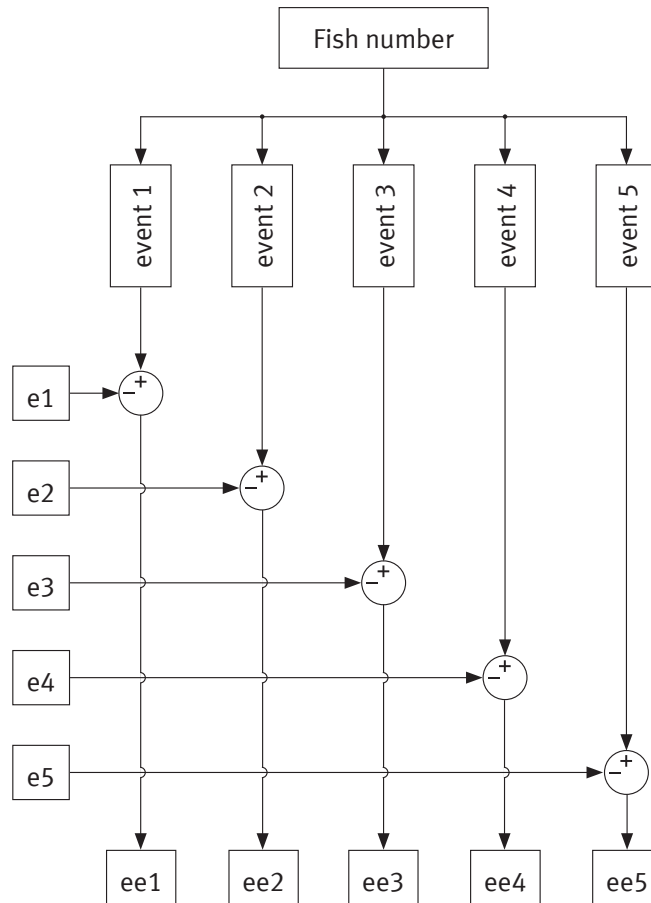 Fish number
event 1
event 2
event 3
event 4
event 5
e1
− +
e2
− +
e3
− +
e4
− +
e5
− +
ee1
ee2
ee3
ee4
ee5